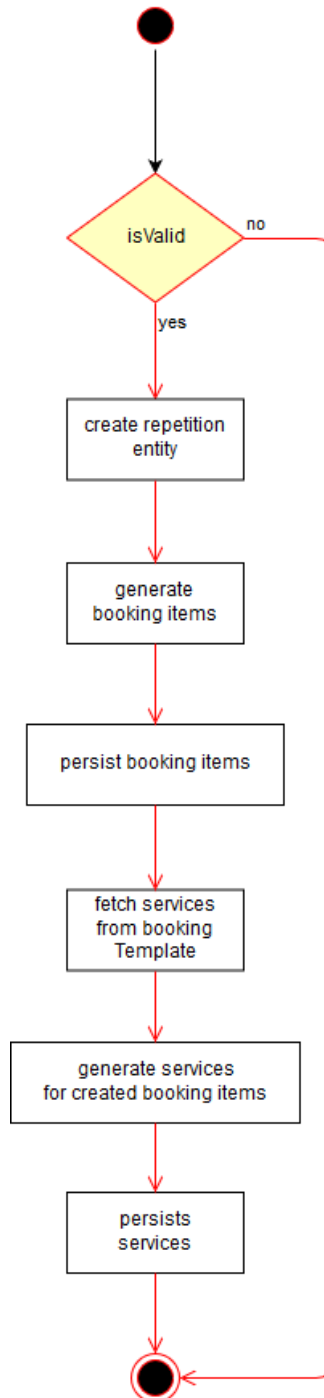 isValid
no
yes
create repetition
entity
generate
booking items
persist booking items
fetch services
from booking
Template
generate services
for created booking items
persists
services